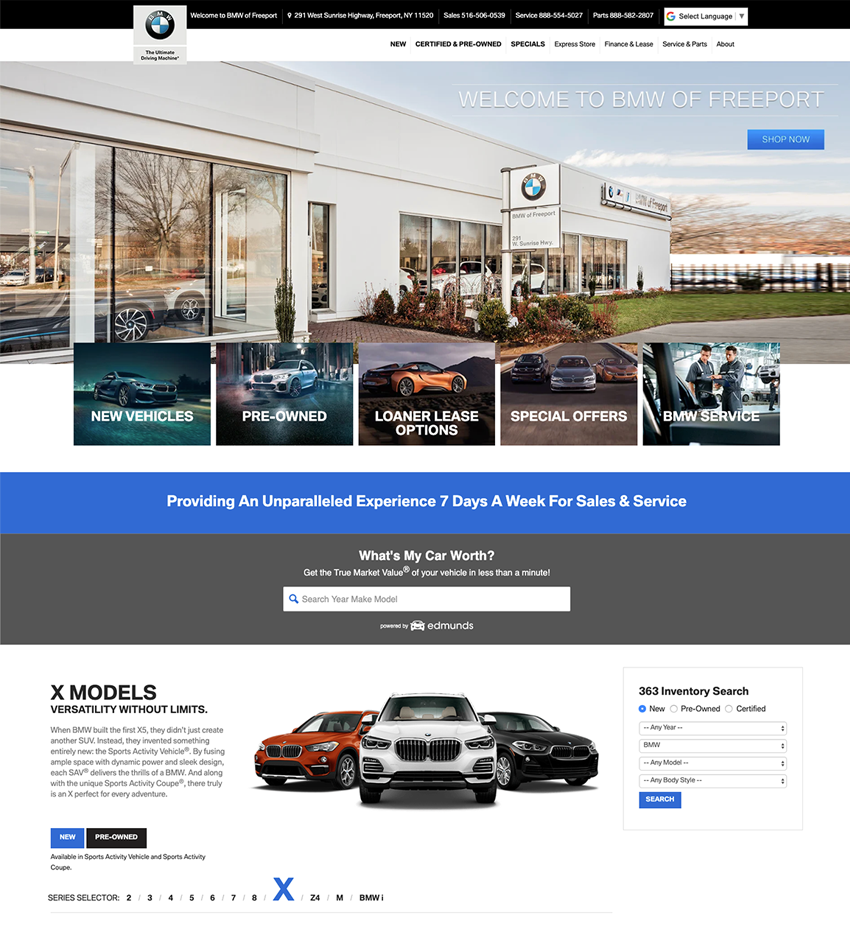 Welcome to BMW of Freeport
291 West Sunrise Highway, Freeport, NY 11520
Sales 516-506-0539
Service 888-554-5027
Parts 888-582-2807
Select Language
BMW
The Ultimate
Driving Machine®
NEW
CERTIFIED & PRE-OWNED
SPECIALS
Express Store
Finance & Lease
Service & Parts
About
WELCOME TO BMW OF FREEPORT
SHOP NOW
BMW
BMW of Freeport
291
W. Sunrise Hwy.
BMW of Freeport
NEW VEHICLES
PRE-OWNED
LOANER LEASE
OPTIONS
SPECIAL OFFERS
BMW SERVICE
Providing An Unparalleled Experience 7 Days A Week For Sales & Service
What's My Car Worth?
Get the True Market Value® of your vehicle in less than a minute!
Search Year Make Model
powered by edmunds
X MODELS
VERSATILITY WITHOUT LIMITS.
When BMW built the first X5, they didn't just create
another SUV. Instead, they invented something
entirely new: the Sports Activity Vehicle®. By fusing
ample space with dynamic power and sleek design,
each SAV® delivers the thrills of a BMW. And along
with the unique Sports Activity Coupe®, there truly
is an X perfect for every adventure.
NEW
PRE-OWNED
Available in Sports Activity Vehicle and Sports Activity
Coupe.
363 Inventory Search
New Pre-Owned Certified
-- Any Year --
BMW
-- Any Model --
-- Any Body Style --
SEARCH
SERIES SELECTOR: 2 / 3 / 4 / 5 / 6 / 7 / 8 / X / Z4 / M / BMW i